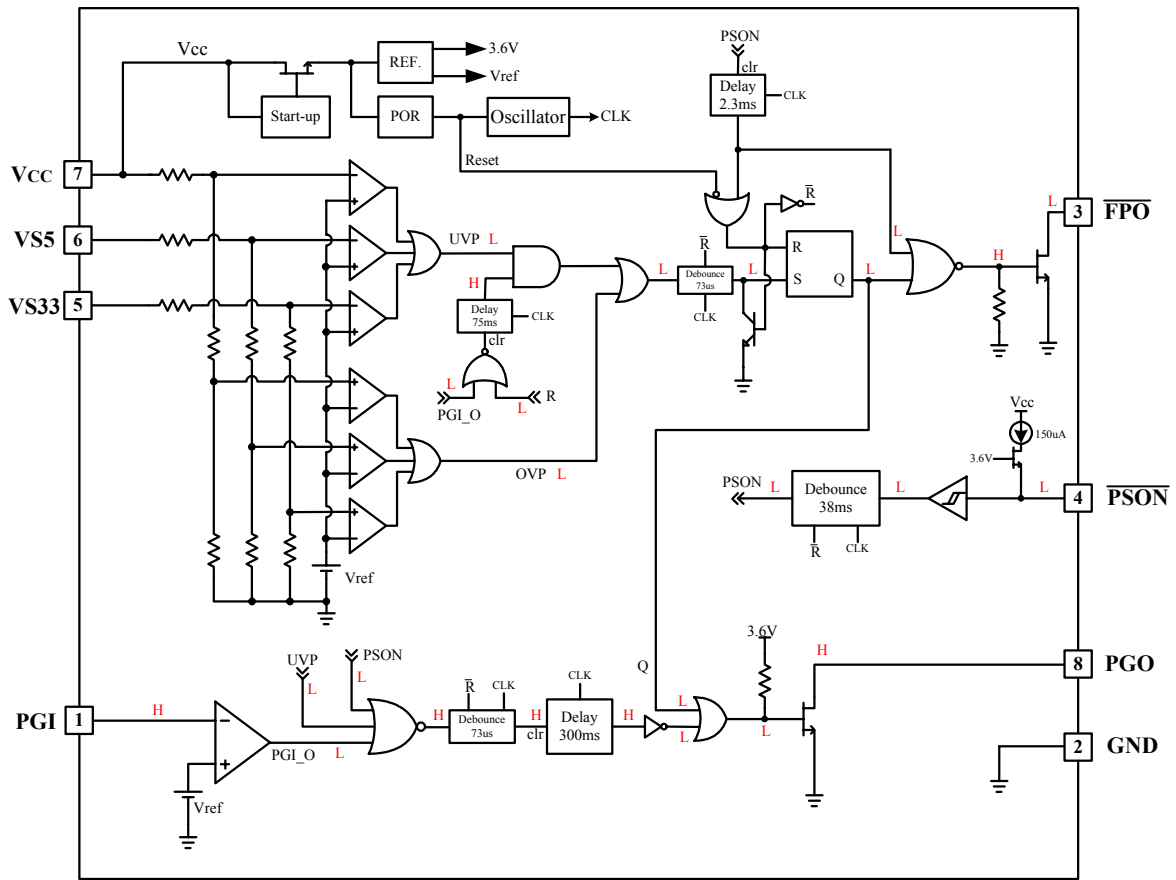 PSON
clr
Delay
2.3ms
CLK
Vcc
REF.
3.6V
Vref
Start-up
POR
Oscillator
CLK
Reset
VCC
7
VS5
6
VS33
5
UVP
L
H
Delay
75ms
CLK
clr
L
PGI_O
L
R
OVP
L
L
R̅
Debounce
73us
CLK
L
R̅
R
S
Q
L
L
H
L
3
F̅P̅O̅
Vcc
150uA
3.6V
PSON
L
Debounce
38ms
R̅
CLK
L
L
4
P̅S̅O̅N̅
Vref
UVP
L
PSON
L
PGI
1
H
PGI_O
L
Vref
H
R̅
CLK
Debounce
73us
H
clr
CLK
Delay
300ms
H
Q
L
L
3.6V
L
H
8
PGO
2
GND